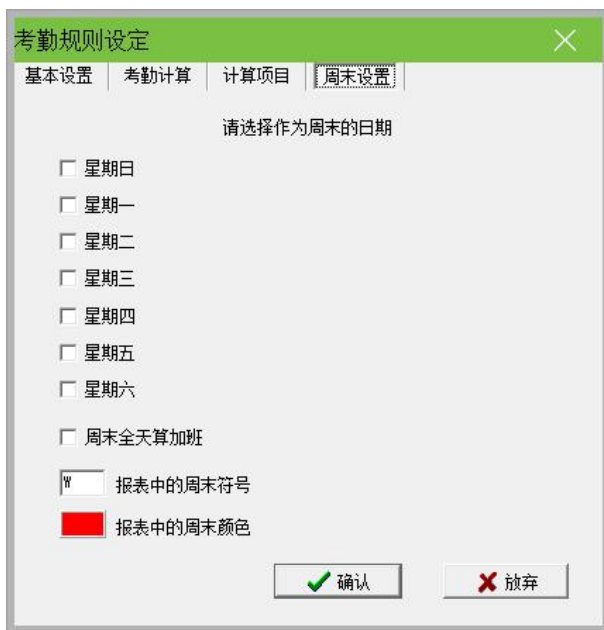 考勤规则设定
基本设置 考勤计算 计算项目 周末设置
请选择作为周末的日期
星期日
星期一
星期二
星期三
星期四
星期五
星期六
周末全天算加班
W 报表中的周末符号
报表中的周末颜色
确认 放弃